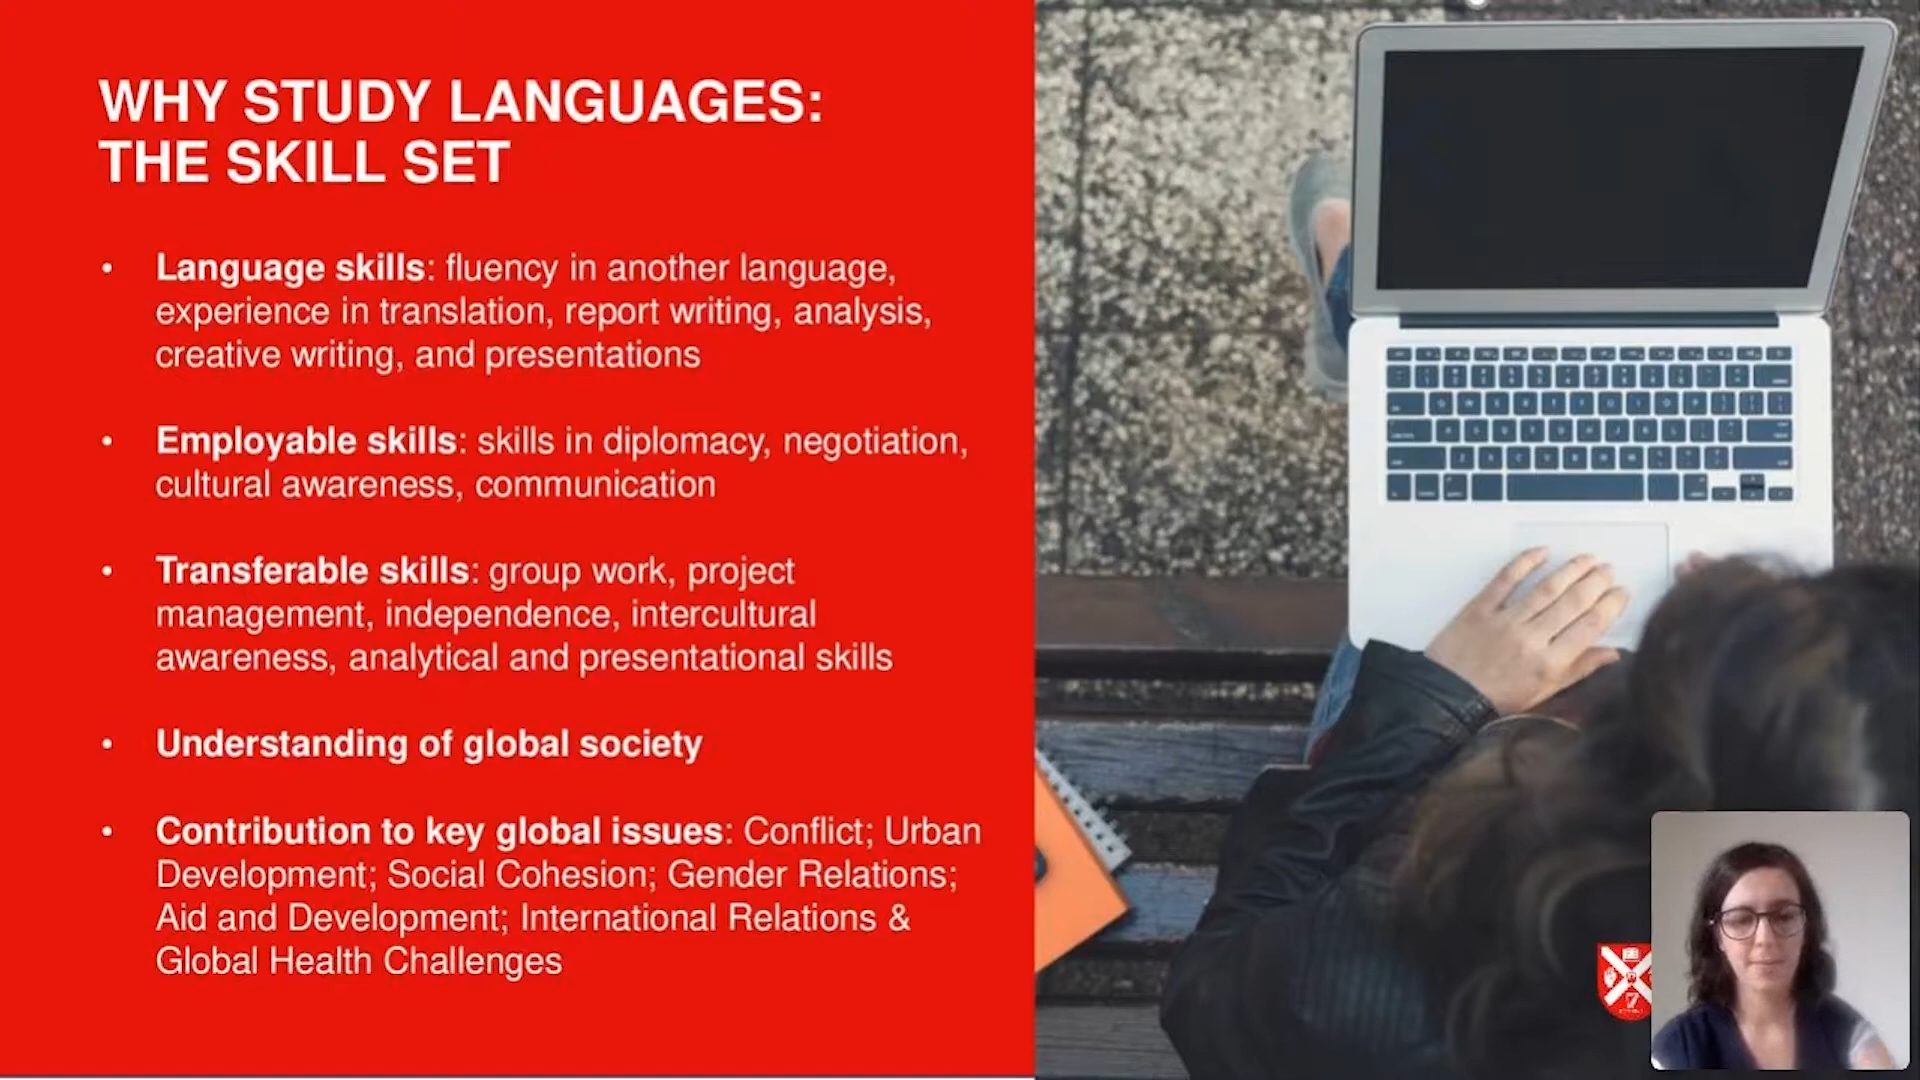 WHY STUDY LANGUAGES:
THE SKILL SET
• Language skills: fluency in another language,
experience in translation, report writing, analysis,
creative writing, and presentations
• Employable skills: skills in diplomacy, negotiation,
cultural awareness, communication
• Transferable skills: group work, project
management, independence, intercultural
awareness, analytical and presentational skills
• Understanding of global society
• Contribution to key global issues: Conflict; Urban
Development; Social Cohesion; Gender Relations;
Aid and Development; International Relations &
Global Health Challenges